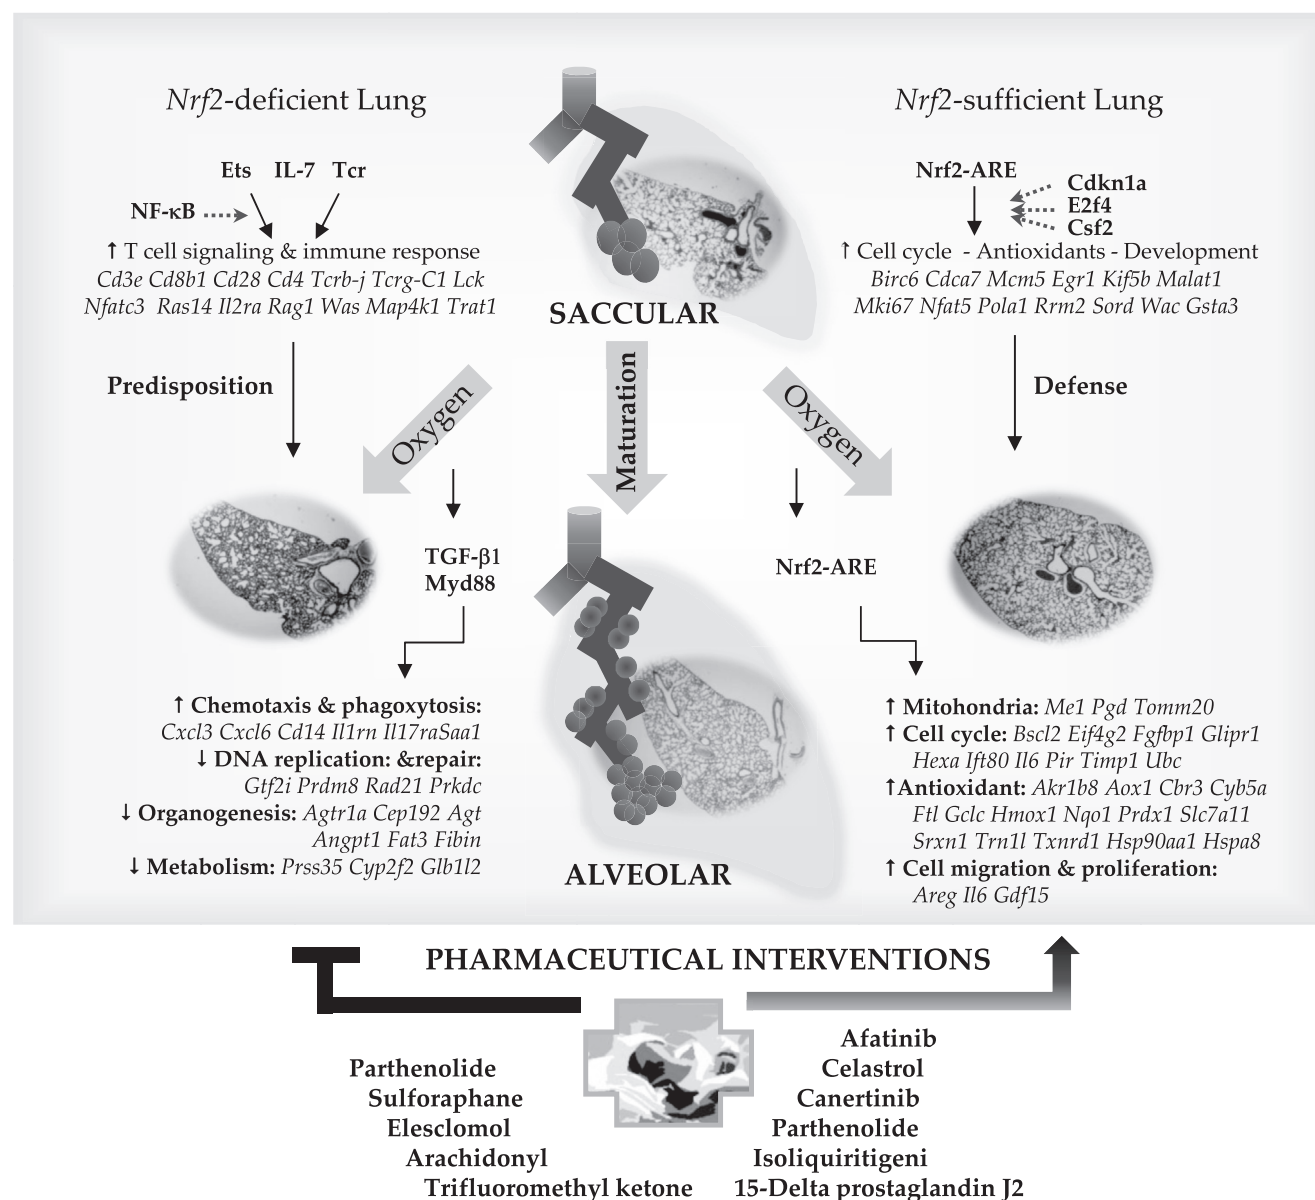 Nrf2-deficient Lung
Ets IL-7 Tcr
NF-κB
↑ T cell signaling & immune response
Cd3e Cd8b1 Cd28 Cd4 Tcrb-j Tcrg-C1 Lck
Nfatc3 Ras14 Il2ra Rag1 Was Map4k1 Trat1
Predisposition
Oxygen
TGF-β1
Myd88
↑ Chemotaxis & phagoxytosis:
Cxcl3 Cxcl6 Cd14 Il1rn Il17raSaa1
↓ DNA replication: &repair:
Gtf2i Prdm8 Rad21 Prkdc
↓ Organogenesis: Agtr1a Cep192 Agt
Angpt1 Fat3 Fibin
↓ Metabolism: Prss35 Cyp2f2 Glb1l2
SACCULAR
Maturation
ALVEOLAR
Nrf2-sufficient Lung
Nrf2-ARE
Cdkn1a
E2f4
Csf2
↑ Cell cycle - Antioxidants - Development
Birc6 Cdca7 Mcm5 Egr1 Kif5b Malat1
Mki67 Nfat5 Pola1 Rrm2 Sord Wac Gsta3
Defense
Oxygen
Nrf2-ARE
↑ Mitohondria: Me1 Pgd Tomm20
↑ Cell cycle: Bscl2 Eif4g2 Fgfbp1 Glipr1
Hexa Ift80 Il6 Pir Timp1 Ubc
↑Antioxidant: Akr1b8 Aox1 Cbr3 Cyb5a
Ftl Gclc Hmox1 Nqo1 Prdx1 Slc7a11
Srxn1 Trn1l Txnrd1 Hsp90aa1 Hspa8
↑ Cell migration & proliferation:
Areg Il6 Gdf15
PHARMACEUTICAL INTERVENTIONS
Parthenolide
Sulforaphane
Elesclomol
Arachidonyl
Trifluoromethyl ketone
Afatinib
Celastrol
Canertinib
Parthenolide
Isoliquiritigeni
15-Delta prostaglandin J2